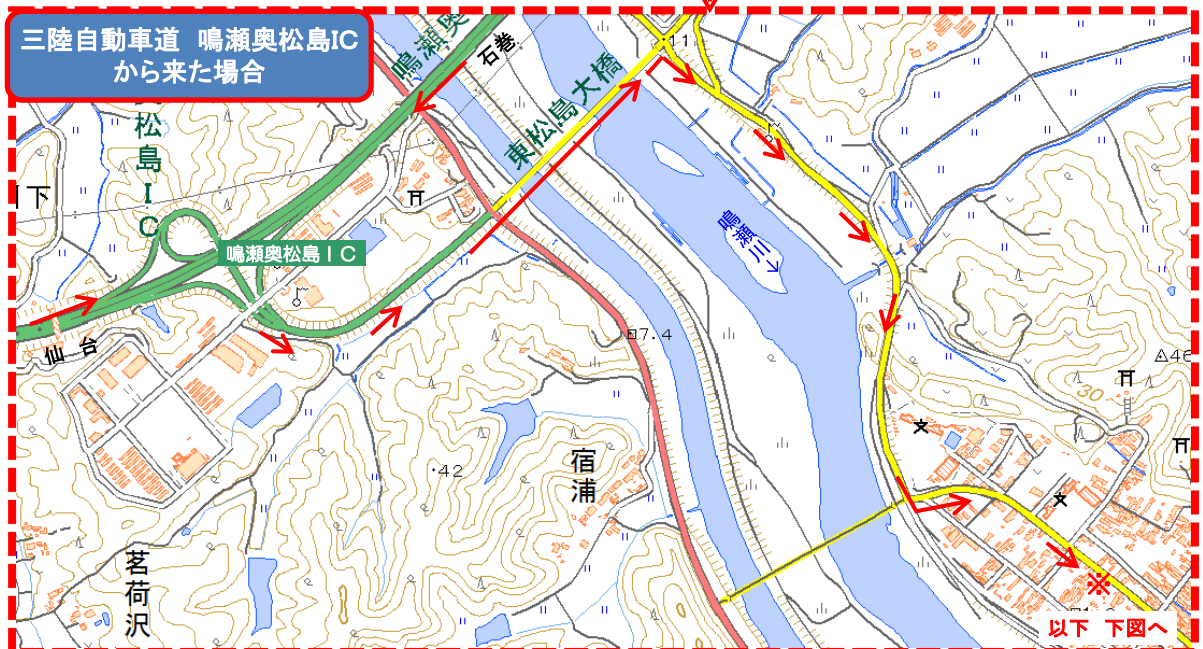 三陸自動車道 鳴瀬奥松島IC
から来た場合
鳴瀬奥
石巻
11
東松島大橋
松島IC
下
鳴瀬奥松島IC
鳴瀬川
仙台
7.4
46
30
42
宿浦
茗荷沢
※
以下 下図へ